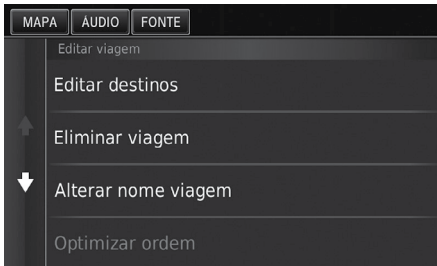 MAPA ÁUDIO FONTE
Editar viagem
Editar destinos
Eliminar viagem
Alterar nome viagem
Optimizar ordem